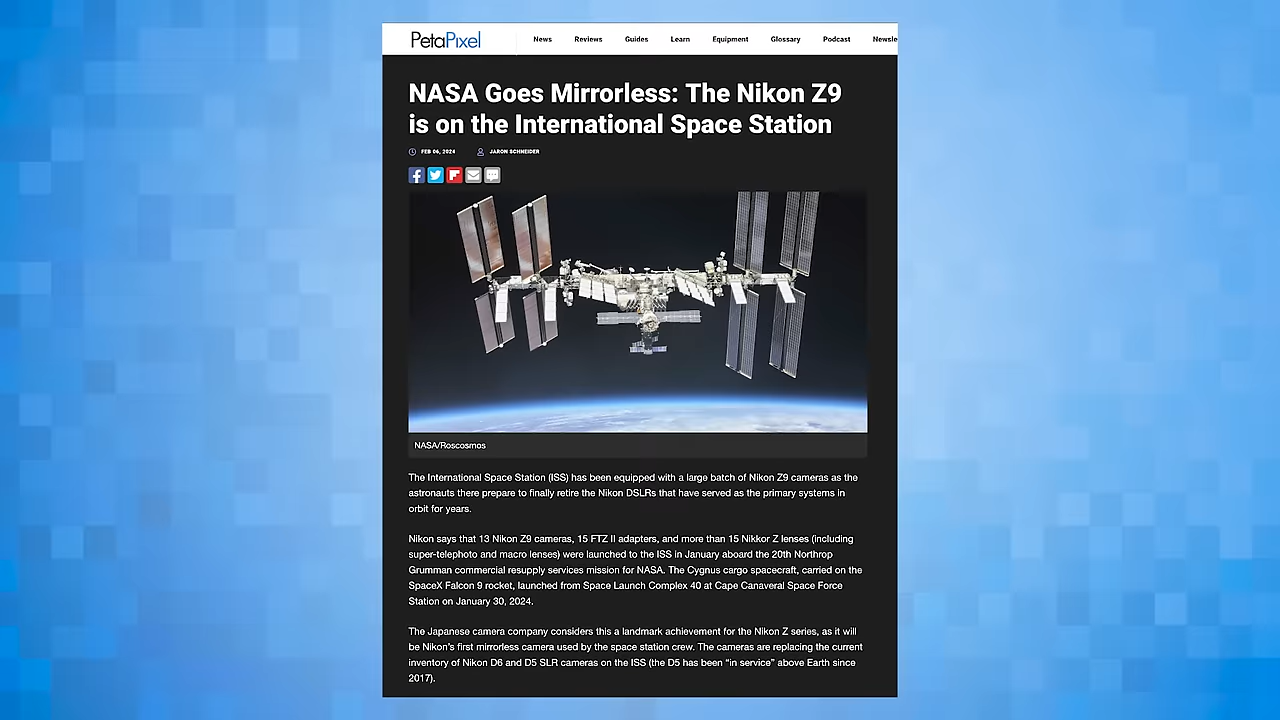 PetaPixel News Reviews Guides Learn Equipment Glossary Podcast Newsle
NASA Goes Mirrorless: The Nikon Z9
is on the International Space Station
FEB 06, 2024 JARON SCHNEIDER
NASA/Roscosmos
The International Space Station (ISS) has been equipped with a large batch of Nikon Z9 cameras as the
astronauts there prepare to finally retire the Nikon DSLRs that have served as the primary systems in
orbit for years.
Nikon says that 13 Nikon Z9 cameras, 15 FTZ II adapters, and more than 15 Nikkor Z lenses (including
super-telephoto and macro lenses) were launched to the ISS in January aboard the 20th Northrop
Grumman commercial resupply services mission for NASA. The Cygnus cargo spacecraft, carried on the
SpaceX Falcon 9 rocket, launched from Space Launch Complex 40 at Cape Canaveral Space Force
Station on January 30, 2024.
The Japanese camera company considers this a landmark achievement for the Nikon Z series, as it will
be Nikon's first mirrorless camera used by the space station crew. The cameras are replacing the current
inventory of Nikon D6 and D5 SLR cameras on the ISS (the D5 has been “in service” above Earth since
2017).